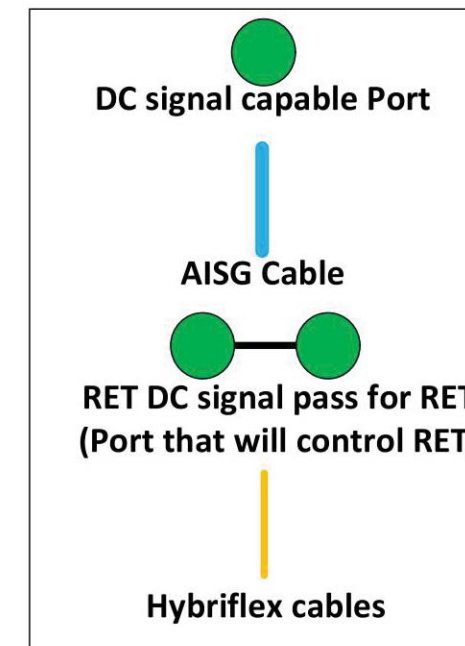 DC signal capable Port
AISG Cable
RET DC signal pass for RET
(Port that will control RET
Hybriflex cables